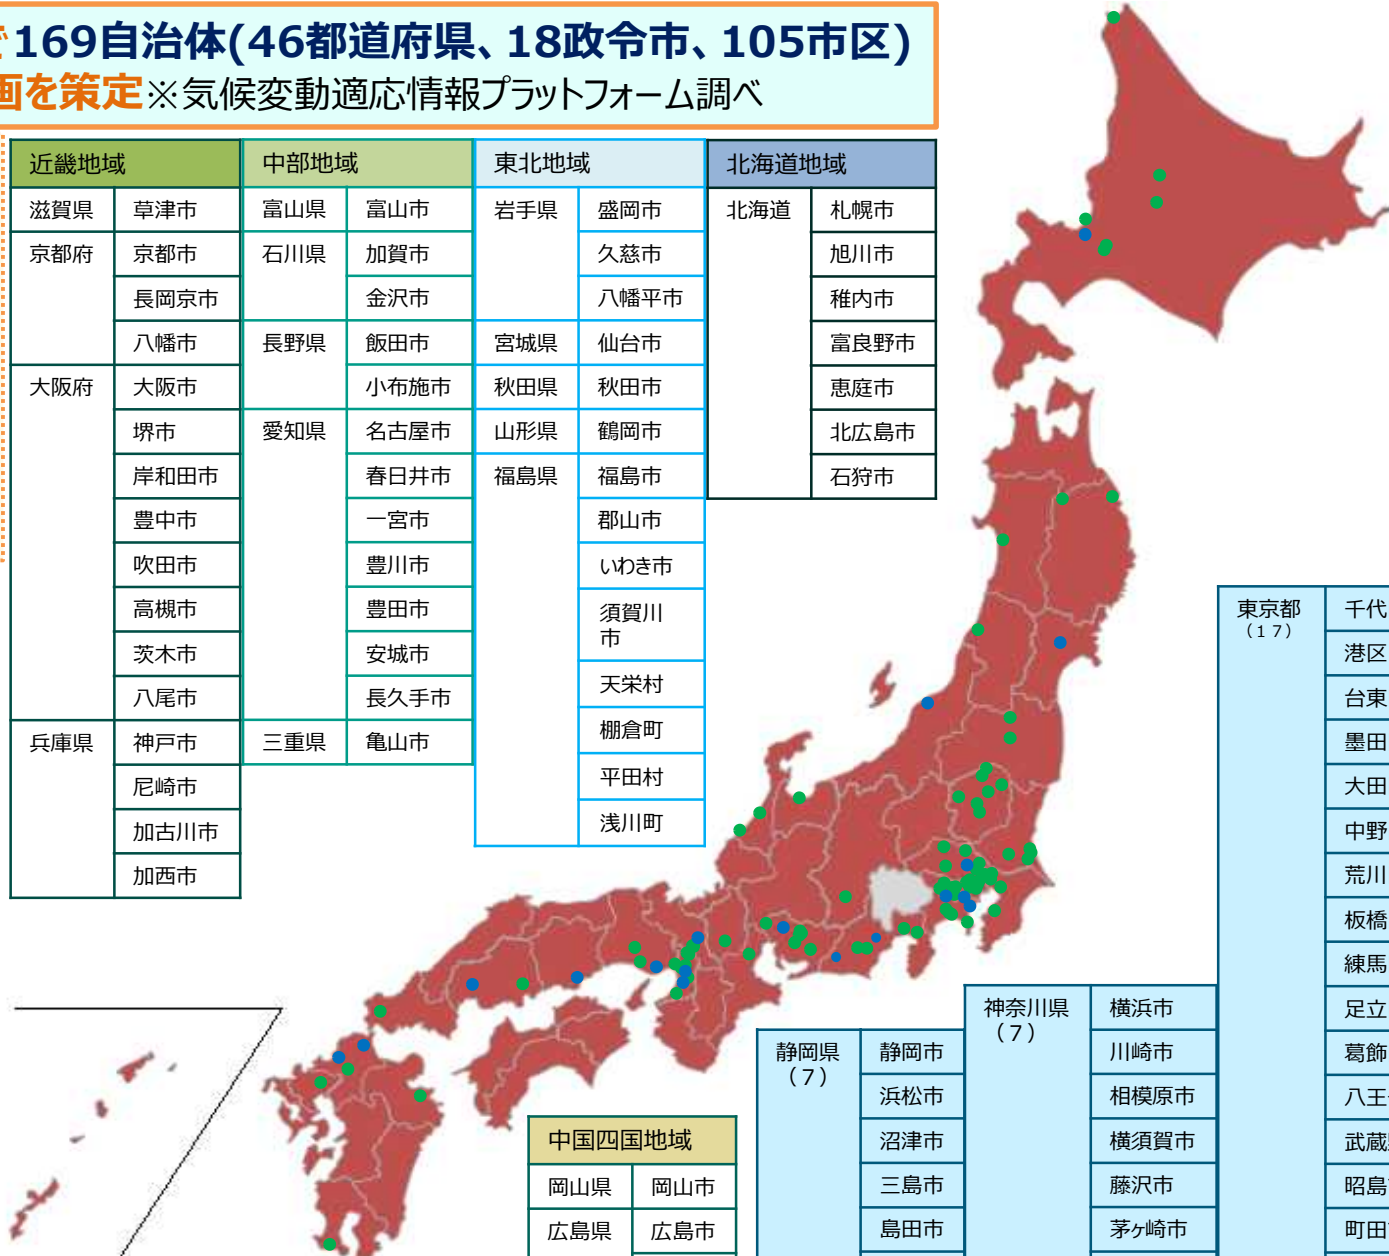 169自治体(46都道府県、18政令市、105市区)
画を策定※気候変動適応情報プラットフォーム調べ
近畿地域
滋賀県 草津市
京都府 京都市
長岡京市
八幡市
大阪府 大阪市
堺市
岸和田市
豊中市
吹田市
高槻市
茨木市
八尾市
兵庫県 神戸市
尼崎市
加古川市
加西市
中部地域
富山県 富山市
石川県 加賀市
金沢市
長野県 飯田市
小布施市
愛知県 名古屋市
春日井市
一宮市
豊川市
豊田市
安城市
長久手市
三重県 亀山市
東北地域
岩手県 盛岡市
久慈市
八幡平市
宮城県 仙台市
秋田県 秋田市
山形県 鶴岡市
福島県 福島市
郡山市
いわき市
須賀川
市
天栄村
棚倉町
平田村
浅川町
北海道地域
北海道 札幌市
旭川市
稚内市
富良野市
恵庭市
北広島市
石狩市
中国四国地域
岡山県 岡山市
広島県 広島市
静岡県 静岡市
(7)
浜松市
沼津市
三島市
島田市
神奈川県 横浜市
(7)
川崎市
相模原市
横須賀市
藤沢市
茅ケ崎市
東京都 千代
(17)
港区
台東
墨田
大田
中野
荒川
板橋
練馬
足立
葛飾
八王
武蔵
昭島
町田